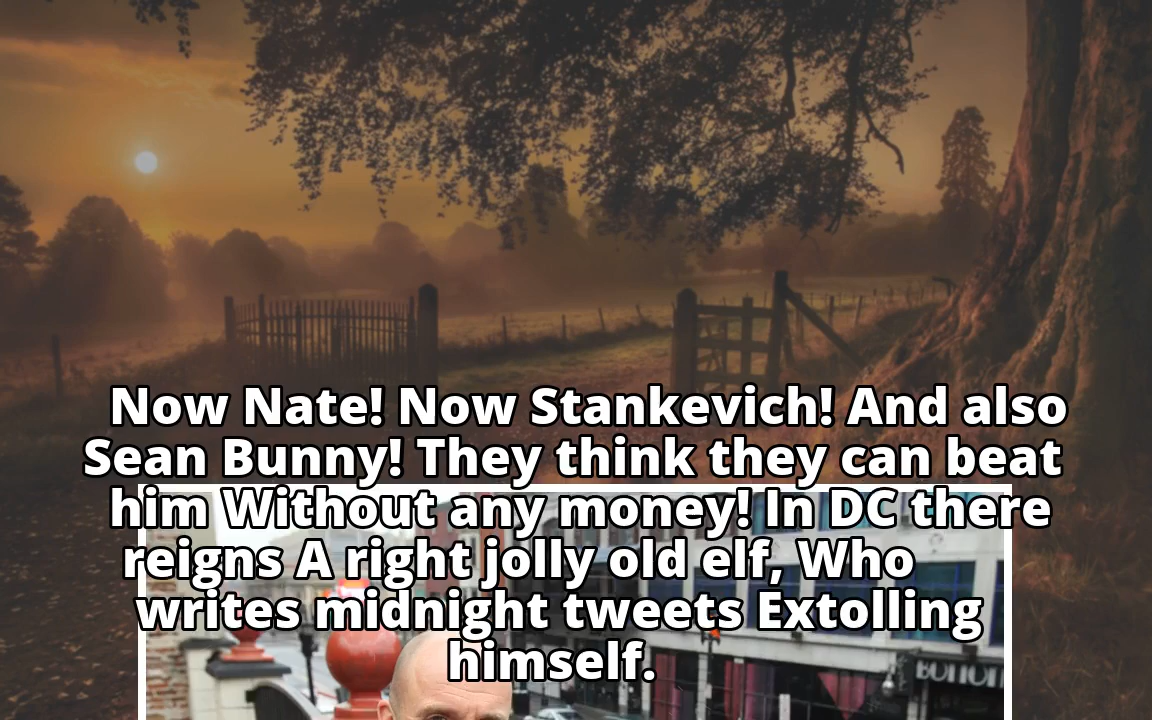 Now Nate! Now Stankevich! And also
Sean Bunny! They think they can beat
him Without any money! In DC there
reigns A right jolly old elf, Who
writes midnight tweets Extolling
himself.